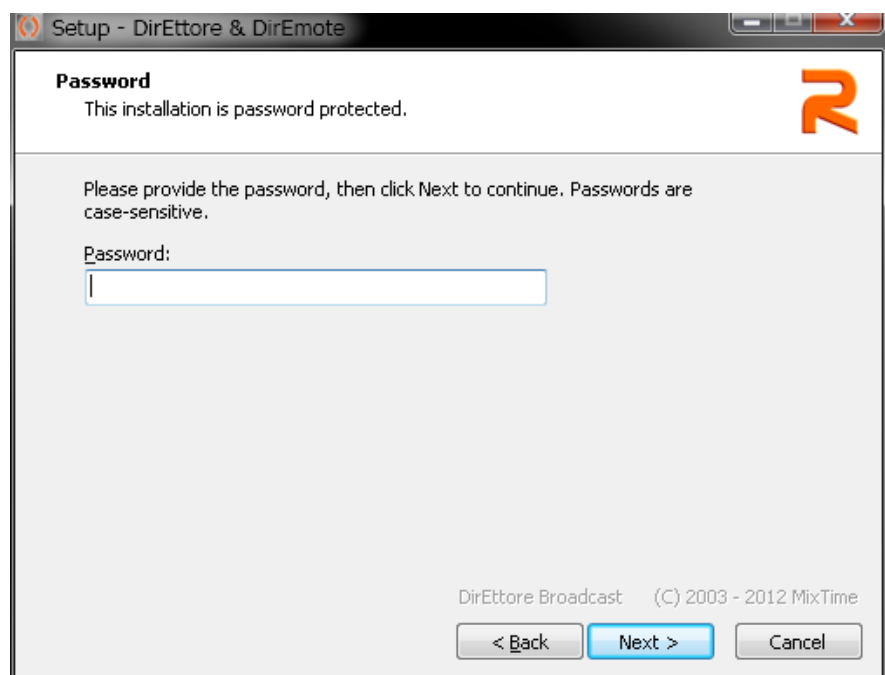 Setup - DirEttore & DirEmote
Password
This installation is password protected.
Please provide the password, then click Next to continue. Passwords are
case-sensitive.
Password:
DirEttore Broadcast (C) 2003 - 2012 MixTime
< Back Next > Cancel